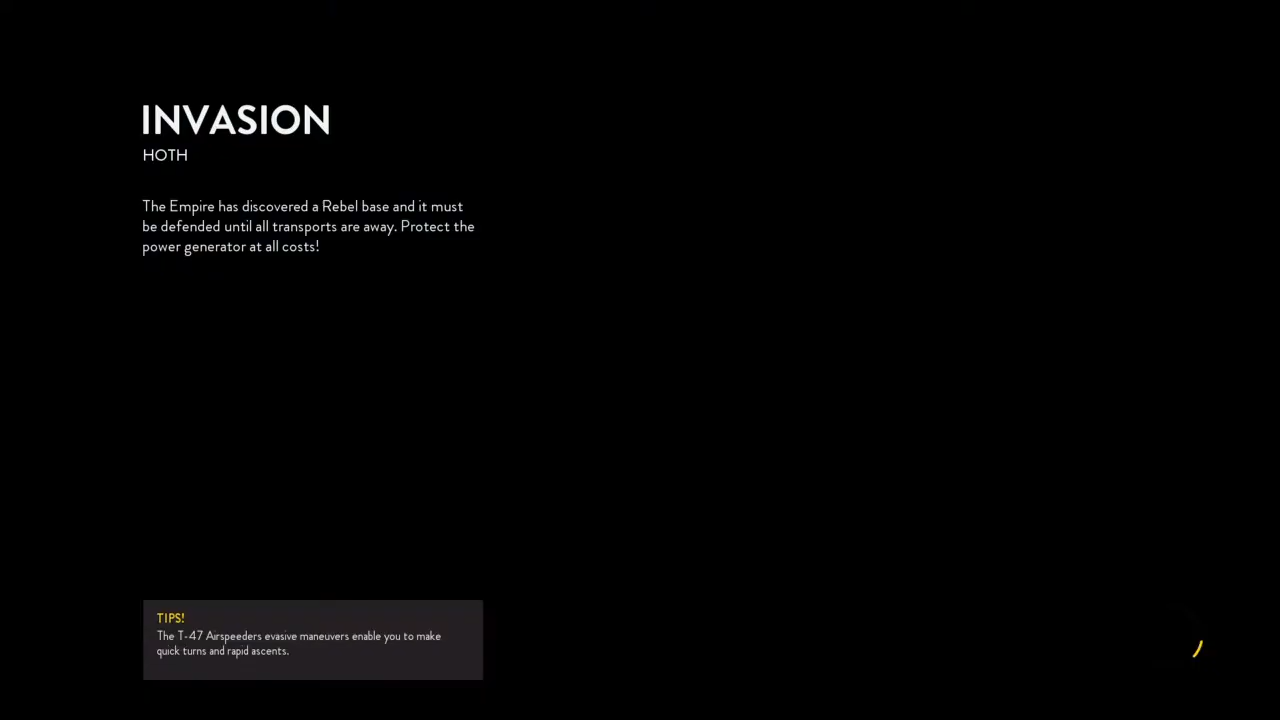 INVASION
HOTH
The Empire has discovered a Rebel base and it must
be defended until all transports are away. Protect the
power generator at all costs!
TIPS!
The T-47 Airspeeders evasive maneuvers enable you to make
quick turns and rapid ascents.